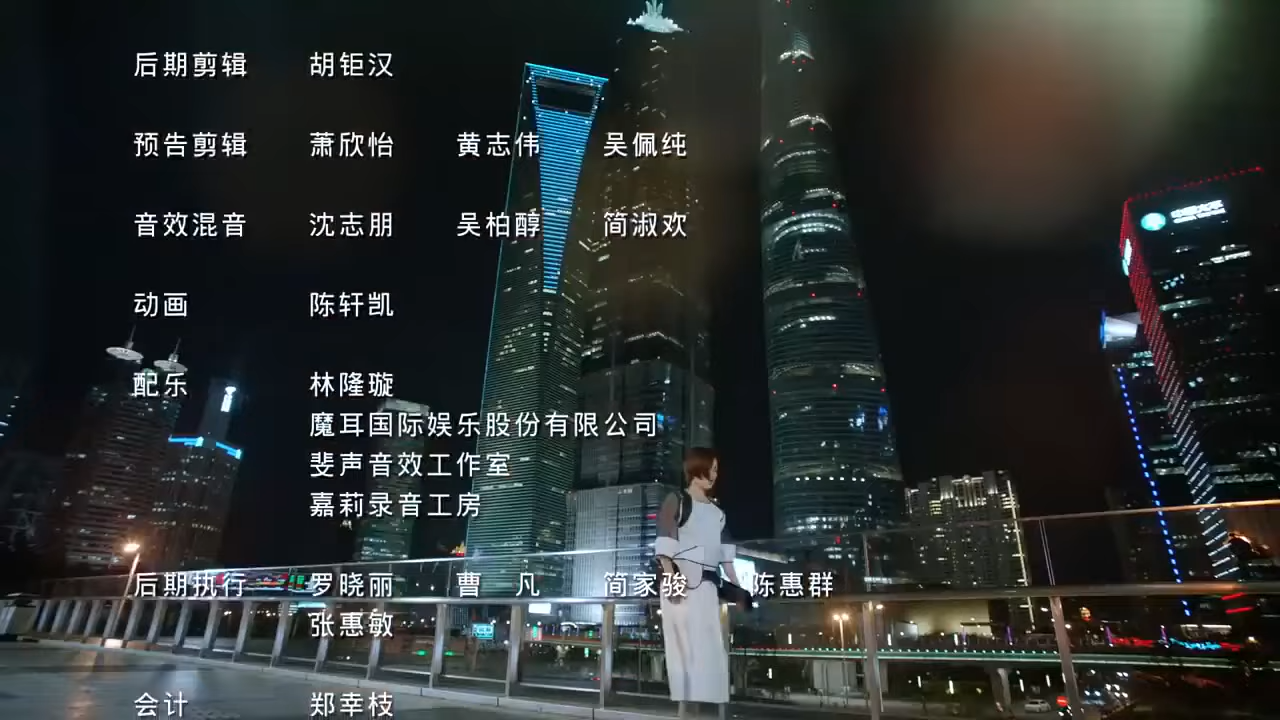 后期剪辑 胡钜汉
预告剪辑 萧欣怡 黄志伟 吴佩纯
音效混音 沈志朋 吴柏醇 简淑欢
动画 陈轩凯
配乐 林隆璇
魔耳国际娱乐股份有限公司
斐声音效工作室
嘉莉录音工房
后期执行 罗晓丽 曹 凡 简家骏 陈惠群
张惠敏
会计 郑幸枝